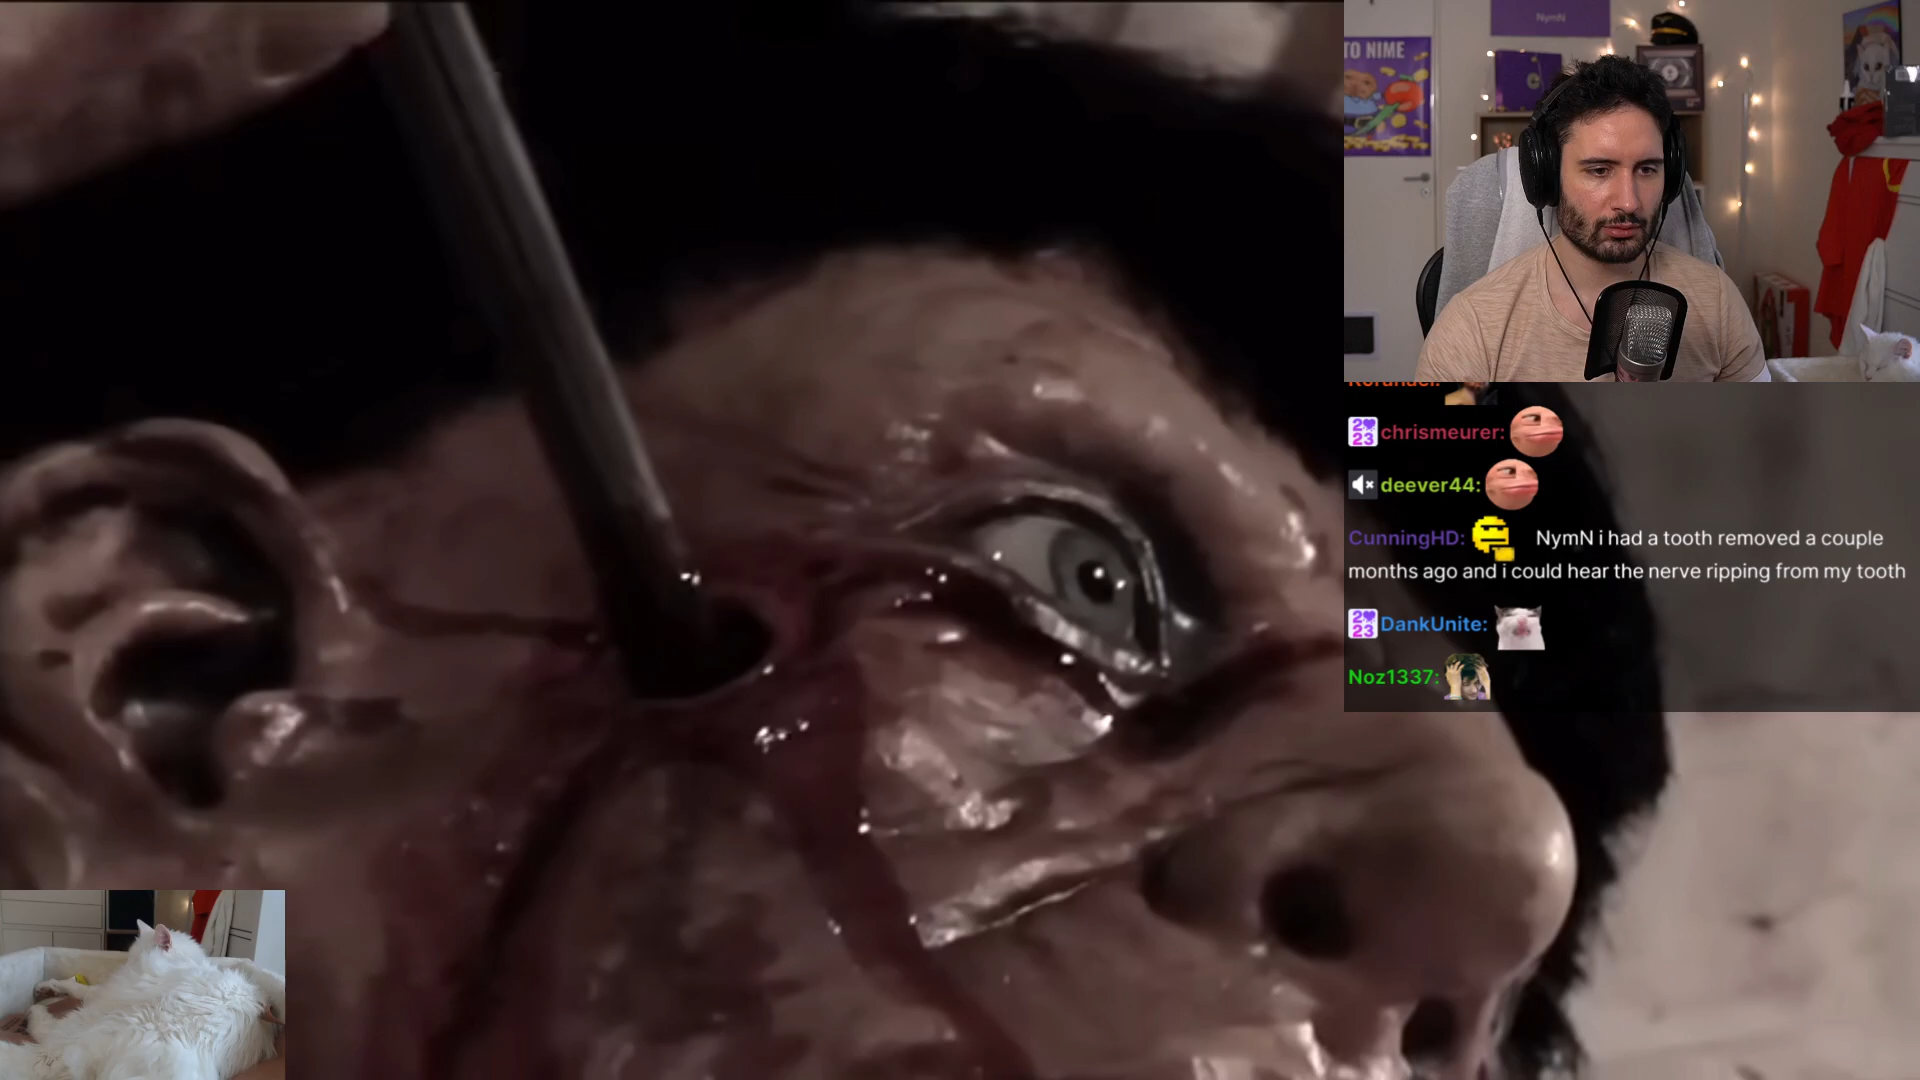 NymN
TO NIME
chrismeurer:
deever44:
CunningHD: NymN i had a tooth removed a couple
months ago and i could hear the nerve ripping from my tooth
DankUnite:
Noz1337: